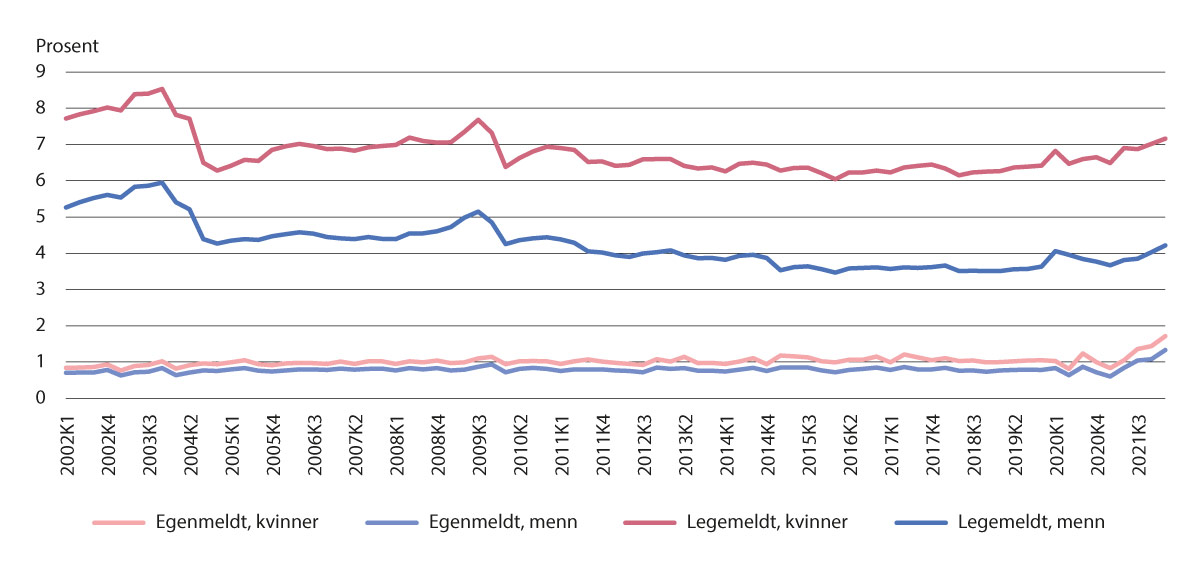 Prosent
9
8
7
6
5
4
3
2
1
0
2002K1
2002K4
2003K3
2004K2
2005K1
2005K4
2006K3
2007K2
2008K1
2008K4
2009K3
2010K2
2011K1
2011K4
2012K3
2013K2
2014K1
2014K4
2015K3
2016K2
2017K1
2017K4
2018K3
2019K2
2020K1
2020K4
2021K3
Egenmeldt, kvinner
Egenmeldt, menn
Legemeldt, kvinner
Legemeldt, menn